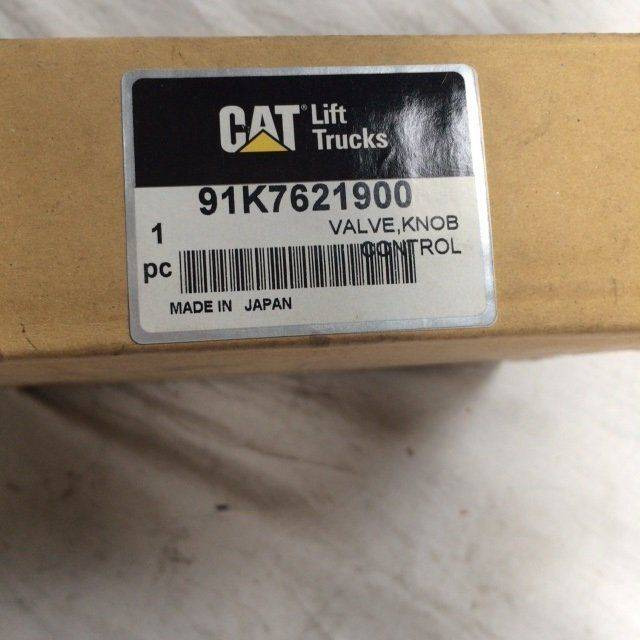 CAT® Lift
Trucks
91K7621900
1
pc
VALVE,KNOB
CONTROL
MADE IN JAPAN